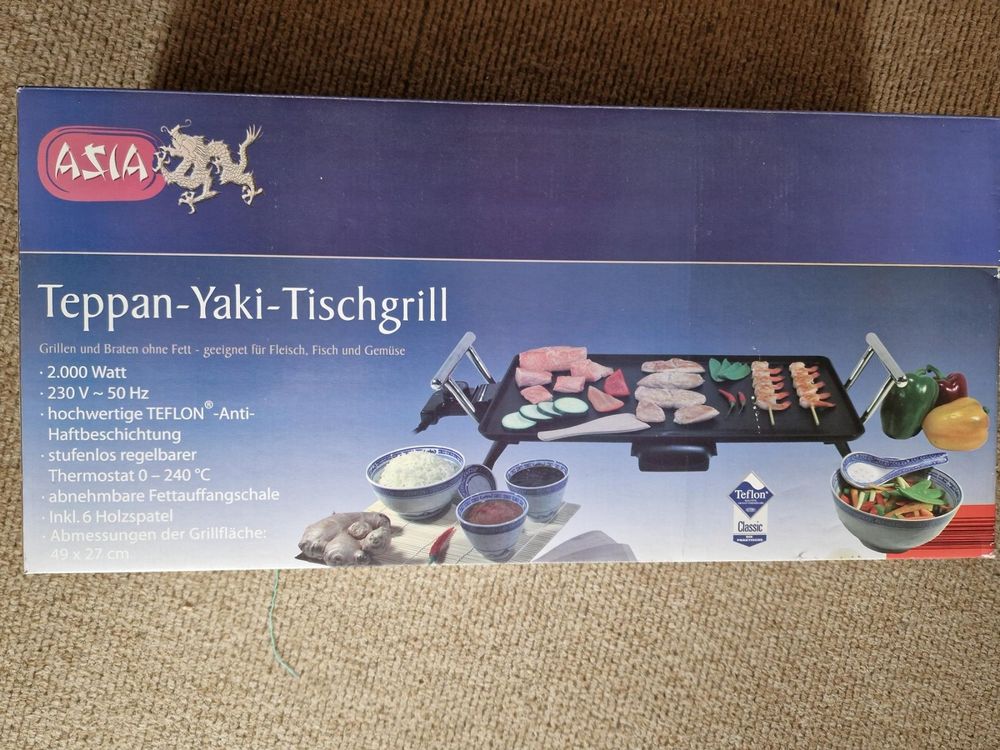 ASIA
Teppan-Yaki-Tischgrill
Grillen und Braten ohne Fett - geeignet für Fleisch, Fisch und Gemüse
· 2.000 Watt
· 230 V ~ 50 Hz
· hochwertige TEFLON®-Anti-
Haftbeschichtung
· stufenlos regelbarer
Thermostat 0 – 240 °C
· abnehmbare Fettauffangschale
· Inkl. 6 Holzspatel
· Abmessungen der Grillfläche:
49 x 27 cm
Teflon®
Classic